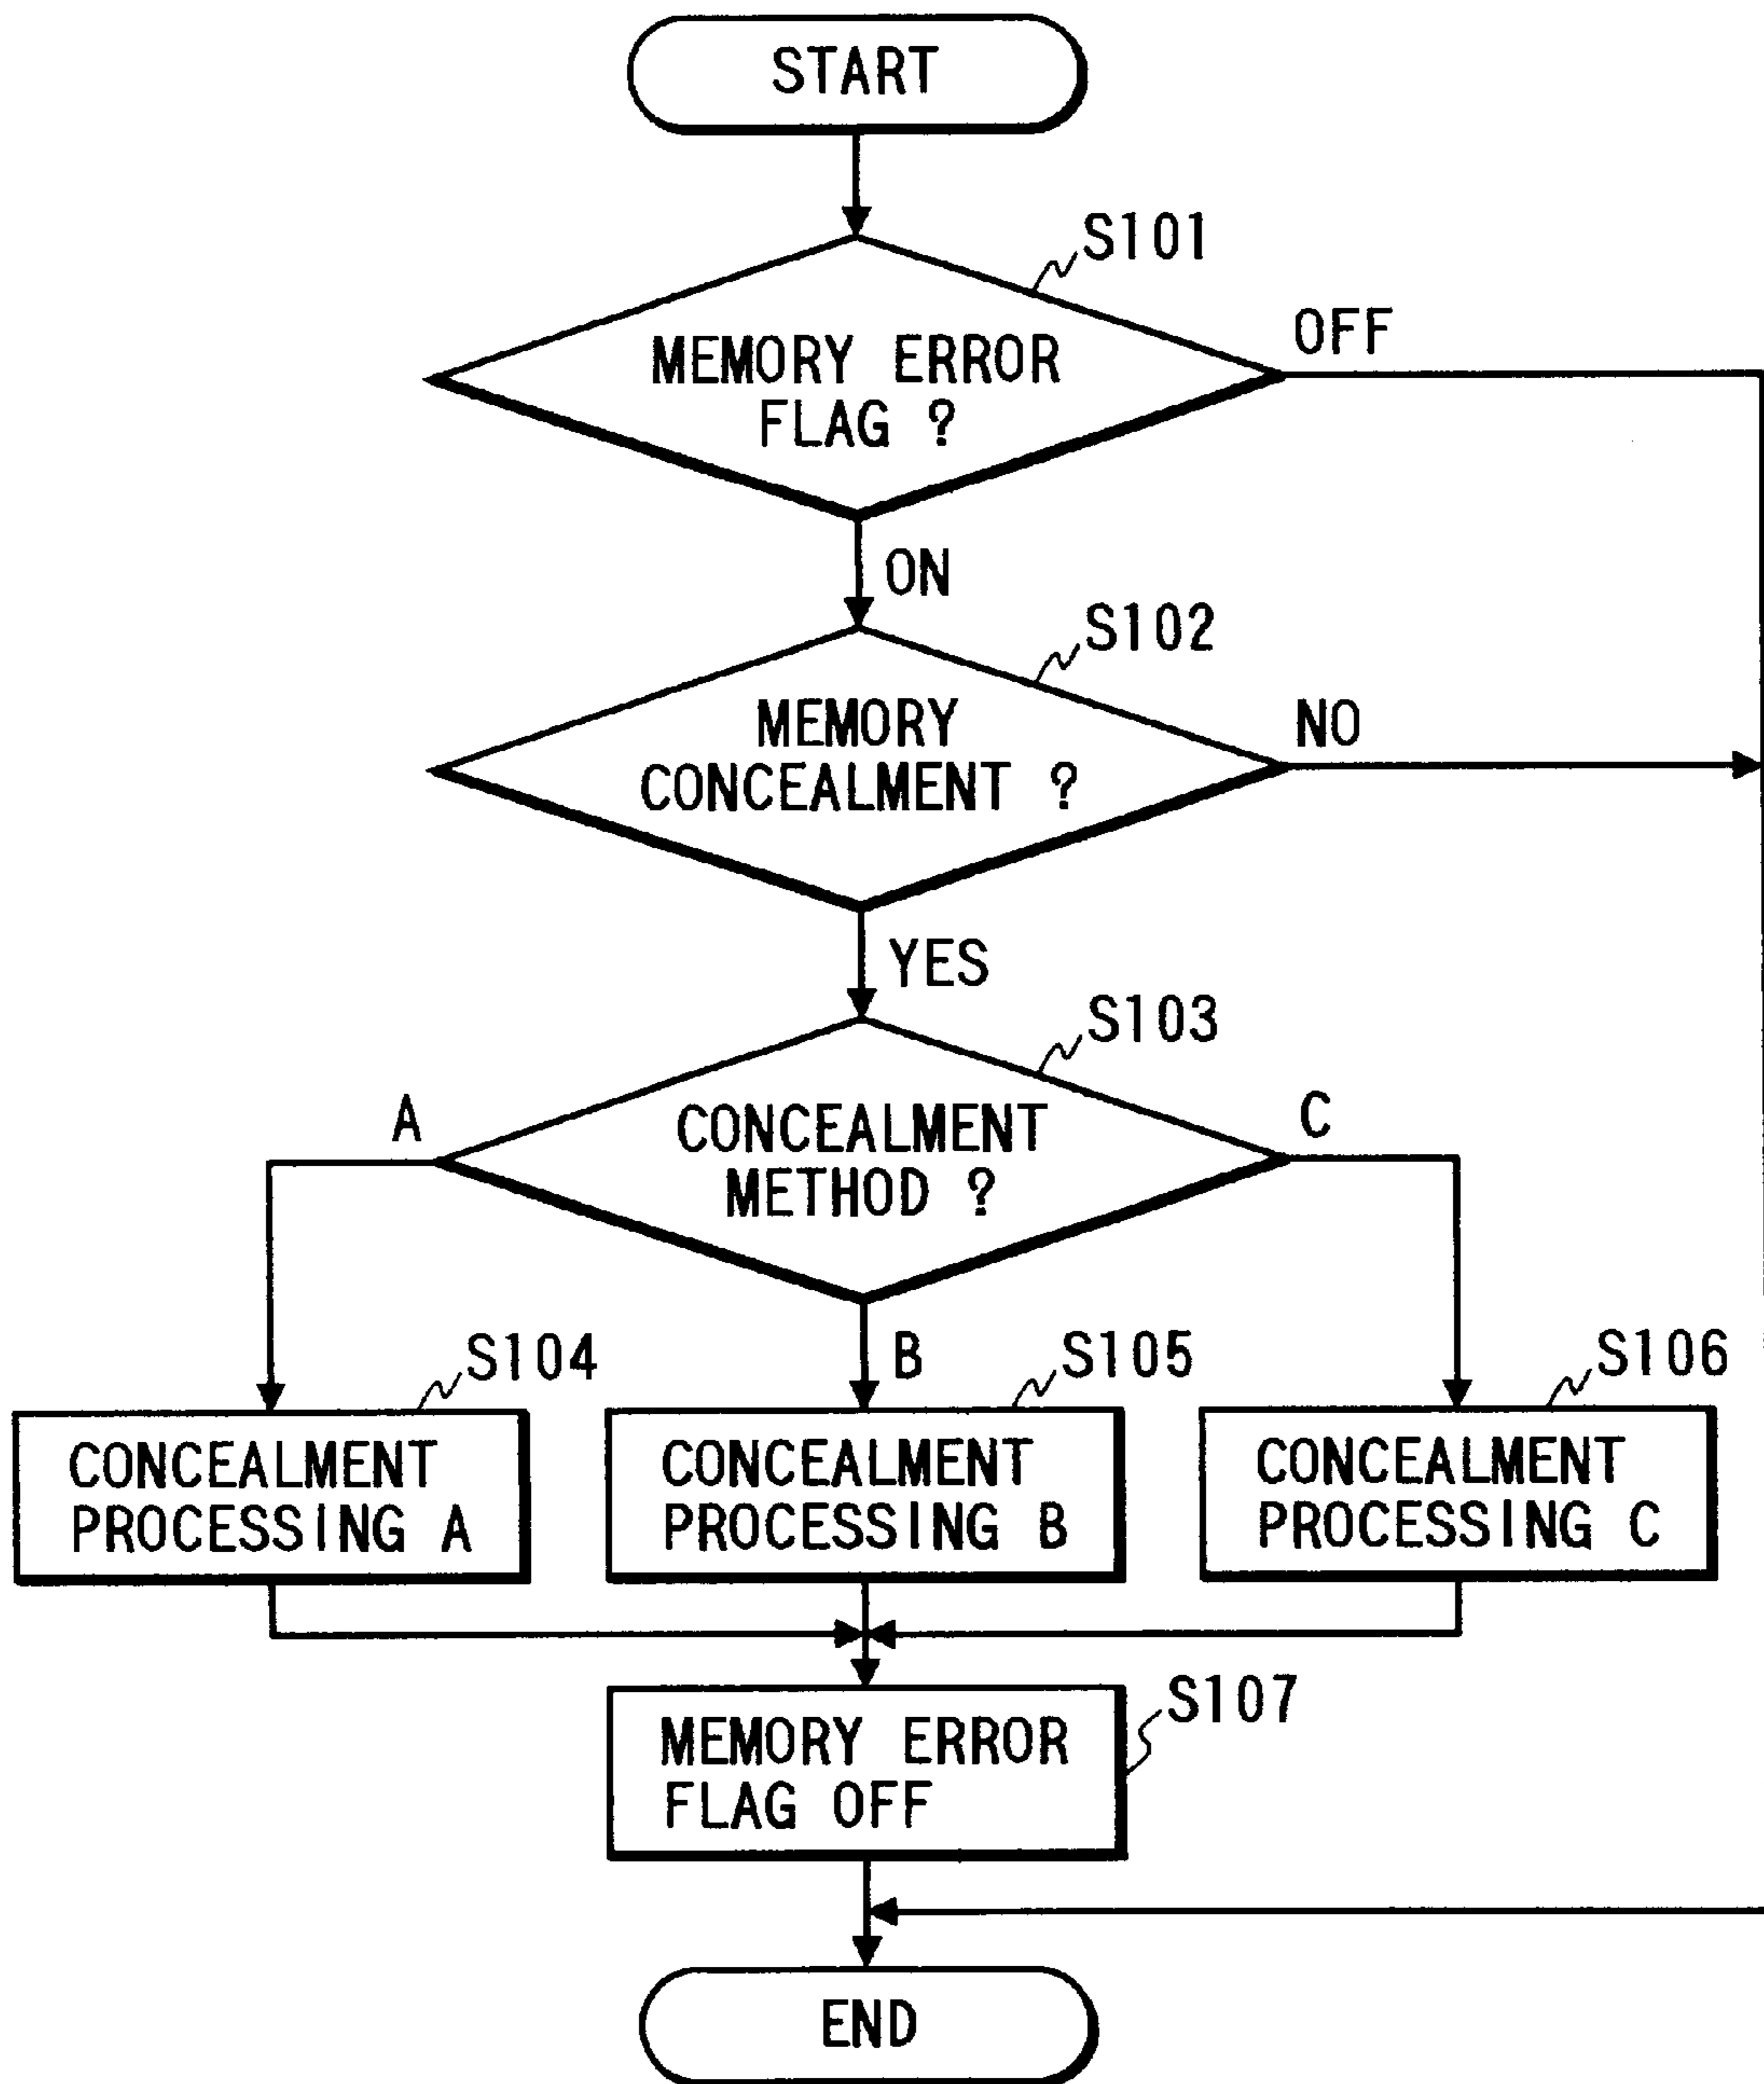 START
S101
MEMORY ERROR
FLAG ?
OFF
ON
S102
MEMORY
CONCEALMENT ?
NO
YES
S103
CONCEALMENT
METHOD ?
A
C
B
S104
S105
S106
CONCEALMENT
PROCESSING A
CONCEALMENT
PROCESSING B
CONCEALMENT
PROCESSING C
S107
MEMORY ERROR
FLAG OFF
END